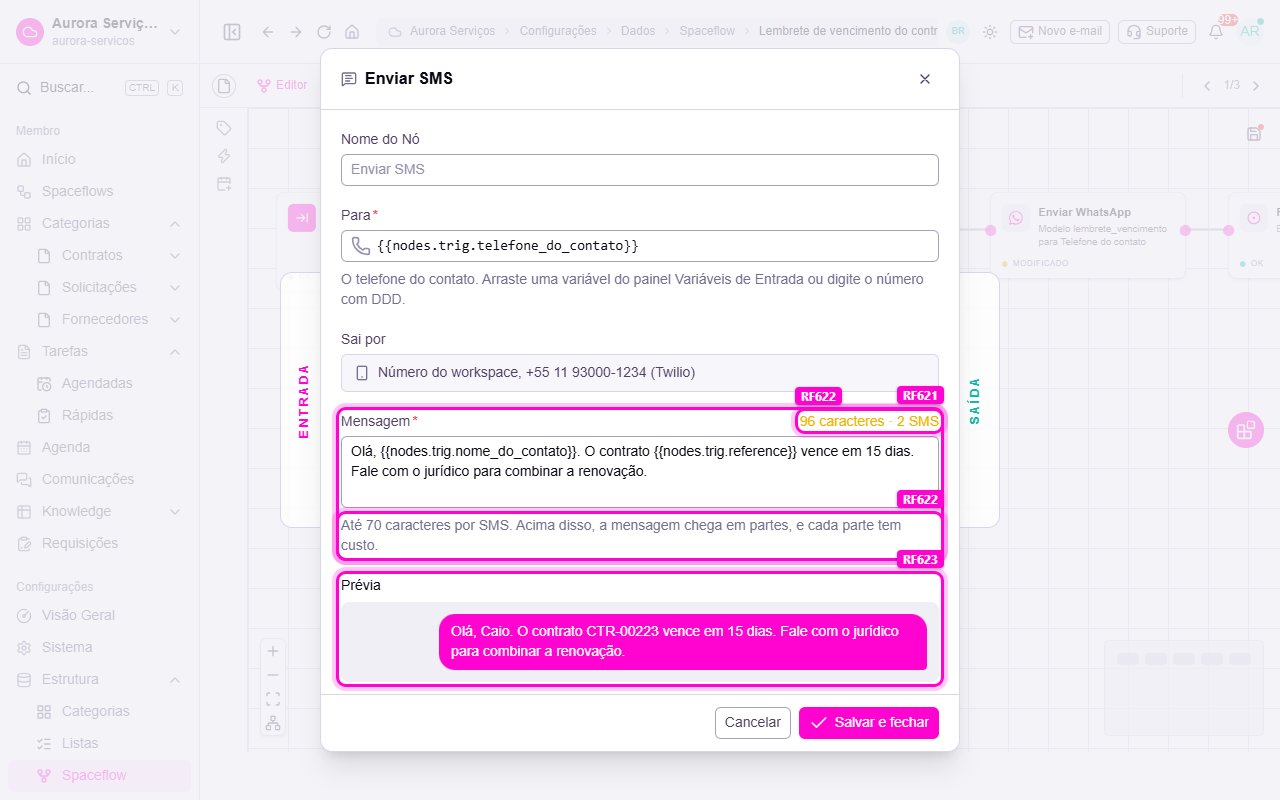 Aurora Serviç...
aurora-servicos
Aurora Serviços
Configurações
Dados
Spaceflow
Lembrete de vencimento do contr
BR
Novo e-mail
Suporte
99+
AR
Buscar...
CTRL
K
Editor
1/3
Membro
Início
Spaceflows
Categorias
Contratos
Solicitações
Fornecedores
Tarefas
Agendadas
Rápidas
Agenda
Comunicações
Knowledge
Requisições
Configurações
Visão Geral
Sistema
Estrutura
Categorias
Listas
Spaceflow
ENTRADA
Enviar SMS
Nome do Nó
Enviar SMS
Para*
{{nodes.trig.telefone_do_contato}}
O telefone do contato. Arraste uma variável do painel Variáveis de Entrada ou digite o número
com DDD.
Sai por
Número do workspace, +55 11 93000-1234 (Twilio)
RF622
RF621
Mensagem*
96 caracteres · 2 SMS
Olá, {{nodes.trig.nome_do_contato}}. O contrato {{nodes.trig.reference}} vence em 15 dias.
Fale com o jurídico para combinar a renovação.
RF622
Até 70 caracteres por SMS. Acima disso, a mensagem chega em partes, e cada parte tem
custo.
RF623
Prévia
Olá, Caio. O contrato CTR-00223 vence em 15 dias. Fale com o jurídico
para combinar a renovação.
Cancelar
Salvar e fechar
SAÍDA
Enviar WhatsApp
Modelo lembrete_vencimento
para Telefone do contato
MODIFICADO
OK